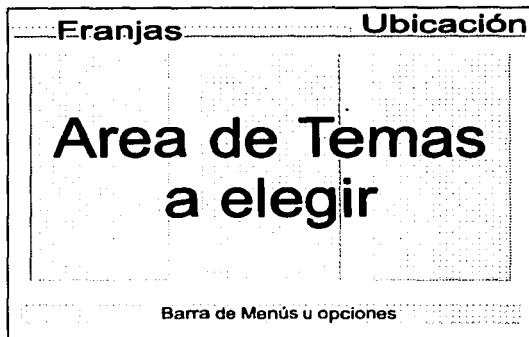 Franjas
Ubicación
Area de Temas
a elegir
Barra de Menús u opciones